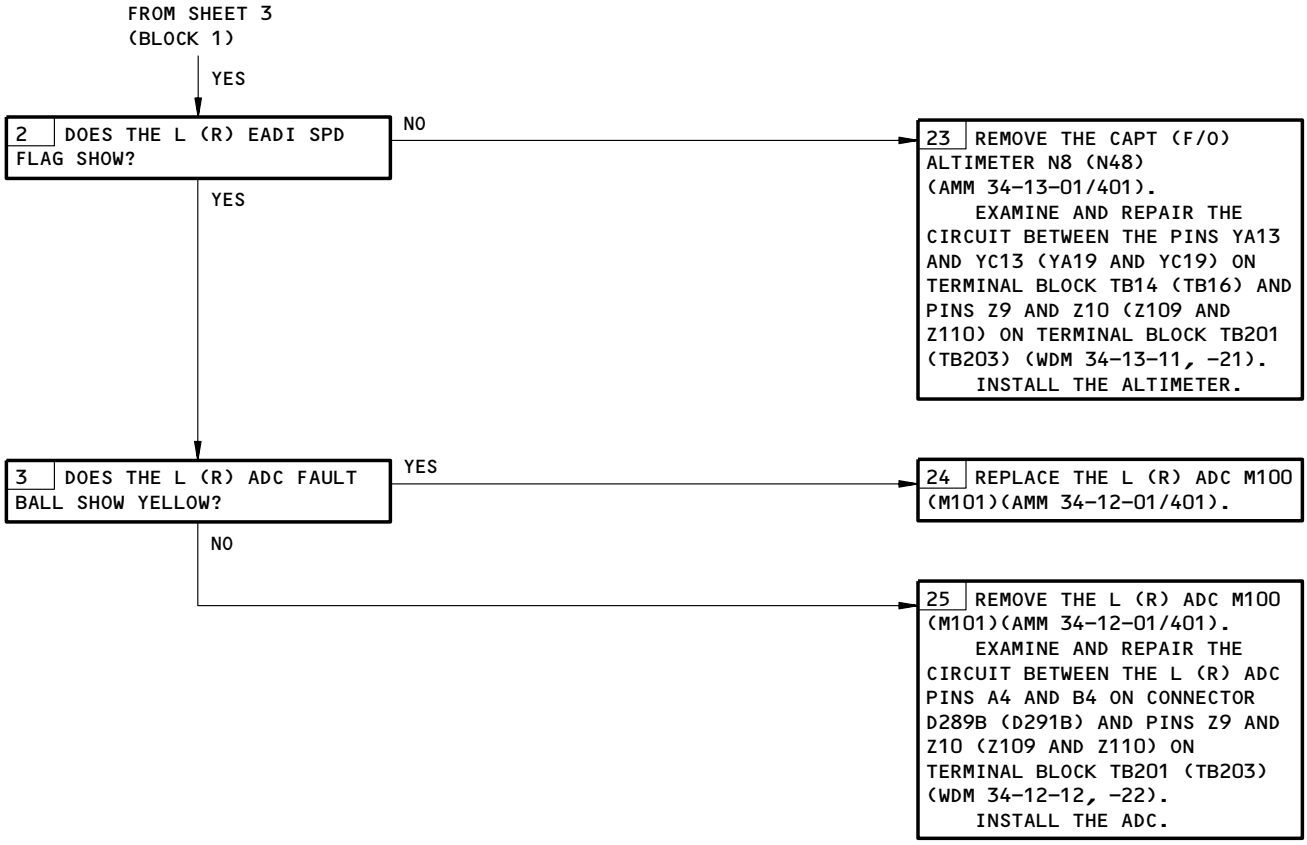 FROM SHEET 3
(BLOCK 1)
YES
2 DOES THE L (R) EADI SPD
FLAG SHOW?
NO
YES
23 REMOVE THE CAPT (F/O)
ALTIMETER N8 (N48)
(AMM 34-13-01/401).
EXAMINE AND REPAIR THE
CIRCUIT BETWEEN THE PINS YA13
AND YC13 (YA19 AND YC19) ON
TERMINAL BLOCK TB14 (TB16) AND
PINS Z9 AND Z10 (Z109 AND
Z110) ON TERMINAL BLOCK TB201
(TB203) (WDM 34-13-11, -21).
INSTALL THE ALTIMETER.
3 DOES THE L (R) ADC FAULT
BALL SHOW YELLOW?
YES
NO
24 REPLACE THE L (R) ADC M100
(M101)(AMM 34-12-01/401).
25 REMOVE THE L (R) ADC M100
(M101)(AMM 34-12-01/401).
EXAMINE AND REPAIR THE
CIRCUIT BETWEEN THE L (R) ADC
PINS A4 AND B4 ON CONNECTOR
D289B (D291B) AND PINS Z9 AND
Z10 (Z109 AND Z110) ON
TERMINAL BLOCK TB201 (TB203)
(WDM 34-12-12, -22).
INSTALL THE ADC.